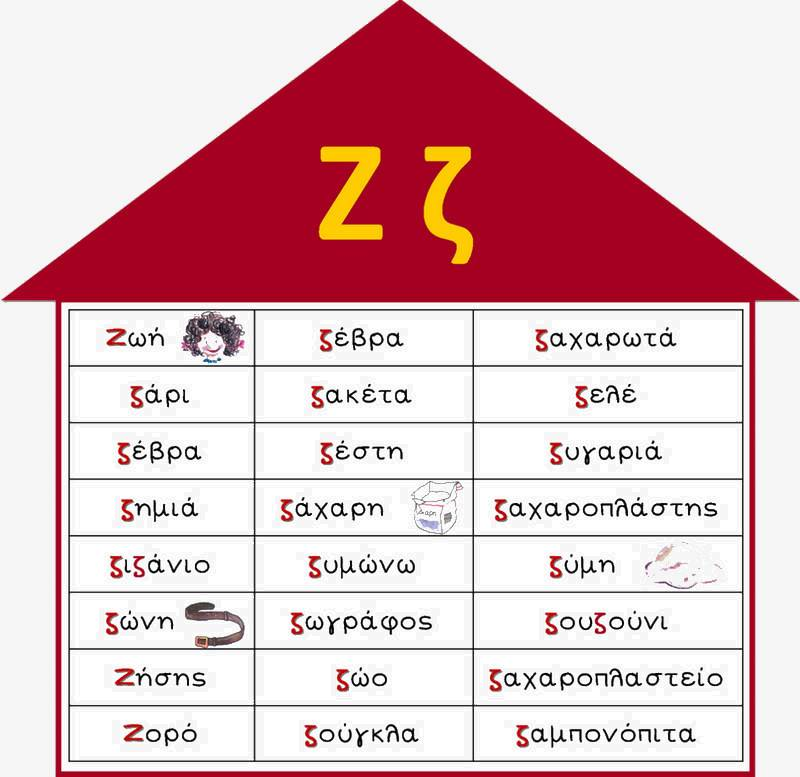 Ζ ζ
Ζωή ζέβρα ζαχαρωτά
ζάρι ζακέτα ζελέ
ζέβρα ζέστη ζυγαριά
ζημιά ζάχαρη ζαχαροπλάστης
ζιζάνιο ζυμώνω ζύμη
ζώνη ζωγράφος ζουζούνι
Ζήσης ζώο ζαχαροπλαστείο
Ζορό ζούγκλα ζαμπονόπιτα